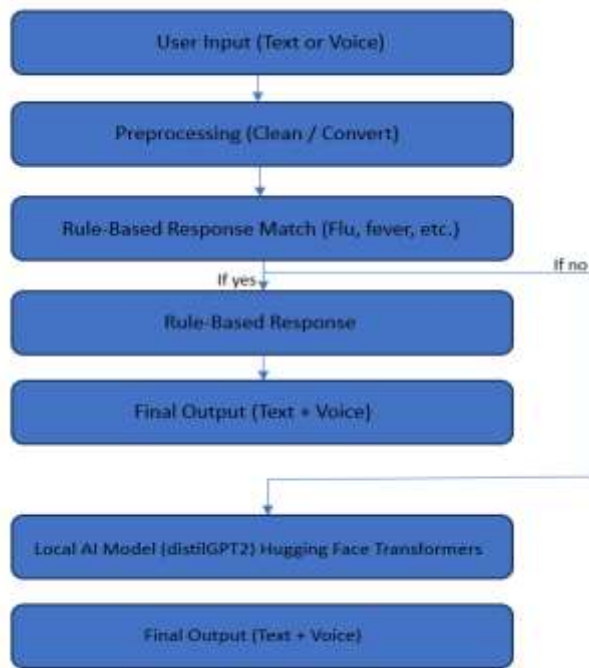 User Input (Text or Voice)
Preprocessing (Clean / Convert)
Rule-Based Response Match (Flu, fever, etc.)
If no
If yes
Rule-Based Response
Final Output (Text + Voice)
Local AI Model (distilGPT2) Hugging Face Transformers
Final Output (Text + Voice)